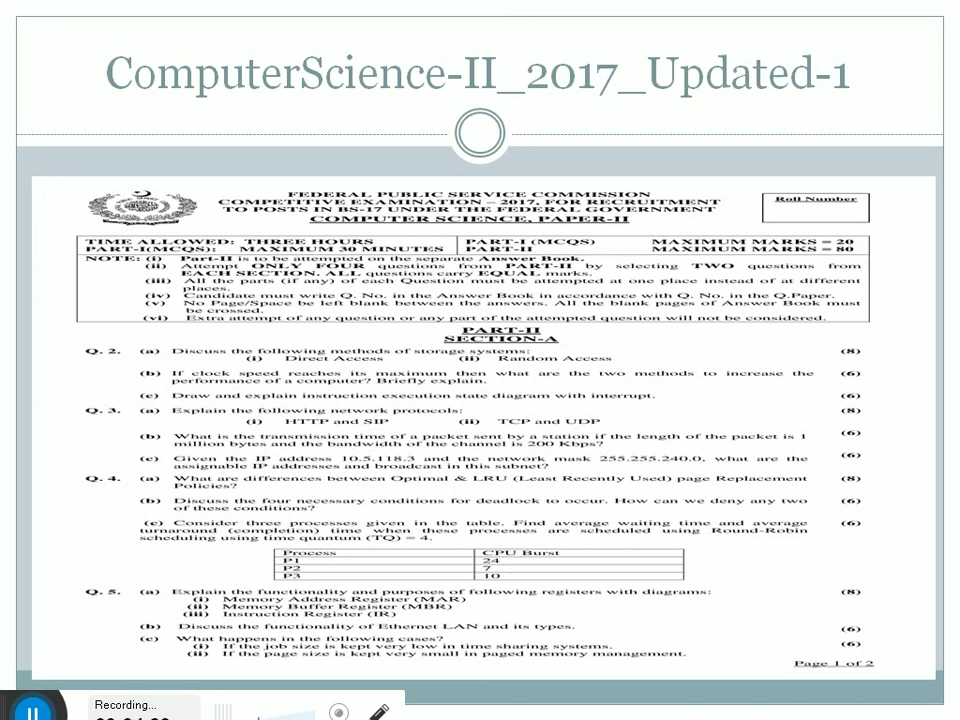 ComputerScience-II_2017_Updated-1
FEDERAL PUBLIC SERVICE COMMISSION
COMPETITIVE EXAMINATION – 2017, FOR RECRUITMENT
TO POSTS IN BS-17 UNDER THE FEDERAL GOVERNMENT
COMPUTER SCIENCE, PAPER-II
Roll Number
TIME ALLOWED: THREE HOURS PART-I (MCQS) MAXIMUM MARKS = 20
PART-I(MCQS): MAXIMUM 30 MINUTES PART-II MAXIMUM MARKS = 80
NOTE: (i) Part-II is to be attempted on the separate Answer Book.
(ii) Attempt ONLY FOUR questions from PART-II by selecting TWO questions from
EACH SECTION. ALL questions carry EQUAL marks.
(iii) All the parts (if any) of each Question must be attempted at one place instead of at different
places.
(iv) Candidate must write Q. No. in the Answer Book in accordance with Q. No. in the Q.Paper.
(v) No Page/Space be left blank between the answers. All the blank pages of Answer Book must
be crossed.
(vi) Extra attempt of any question or any part of the attempted question will not be considered.
PART-II
SECTION-A
Q. 2. (a) Discuss the following methods of storage systems: (8)
(i) Direct Access (ii) Random Access
(b) If clock speed reaches its maximum then what are the two methods to increase the (6)
performance of a computer? Briefly explain.
(c) Draw and explain instruction execution state diagram with interrupt. (6)
Q. 3. (a) Explain the following network protocols: (8)
(i) HTTP and SIP (ii) TCP and UDP
(b) What is the transmission time of a packet sent by a station if the length of the packet is 1 (6)
million bytes and the bandwidth of the channel is 200 Kbps?
(c) Given the IP address 10.5.118.3 and the network mask 255.255.240.0, what are the (6)
assignable IP addresses and broadcast in this subnet?
Q. 4. (a) What are differences between Optimal & LRU (Least Recently Used) page Replacement (8)
Policies?
(b) Discuss the four necessary conditions for deadlock to occur. How can we deny any two (6)
of these conditions?
(c) Consider three processes given in the table. Find average waiting time and average (6)
turnaround (completion) time when these processes are scheduled using Round-Robin
scheduling using time quantum (TQ) = 4.
Process CPU Burst
P1 24
P2 7
P3 10
Q. 5. (a) Explain the functionality and purposes of following registers with diagrams: (8)
(i) Memory Address Register (MAR)
(ii) Memory Buffer Register (MBR)
(iii) Instruction Register (IR)
(b) Discuss the functionality of Ethernet LAN and its types. (6)
(c) What happens in the following cases? (6)
(i) If the job size is kept very low in time sharing systems.
(ii) If the page size is kept very small in paged memory management.
Page 1 of 2
Recording...